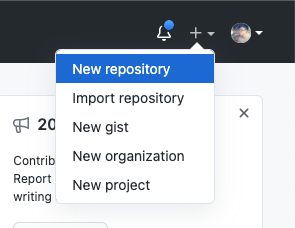 New repository
Import repository
20
New gist
Contrib
New organization
Report
writing
New project